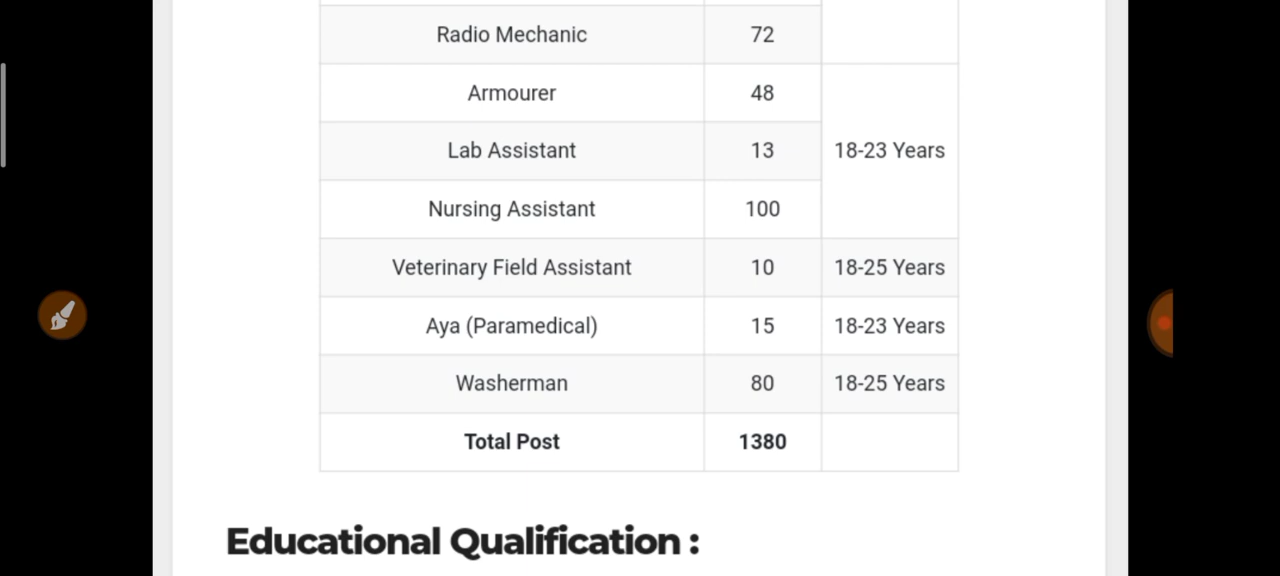 Radio Mechanic 72
Armourer 48
Lab Assistant 13 18-23 Years
Nursing Assistant 100
Veterinary Field Assistant 10 18-25 Years
Aya (Paramedical) 15 18-23 Years
Washerman 80 18-25 Years
Total Post 1380
Educational Qualification :